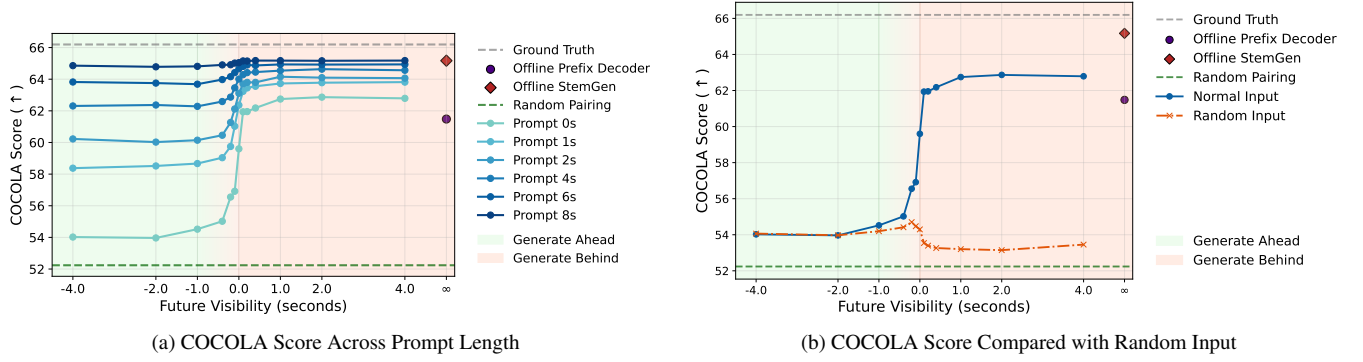 COCOLA Score (↑)
66
64
62
60
58
56
54
52
-4.0
-2.0
-1.0
0.0
1.0
2.0
4.0
∞
Future Visibility (seconds)
Ground Truth
Offline Prefix Decoder
Offline StemGen
Random Pairing
Prompt 0s
Prompt 1s
Prompt 2s
Prompt 4s
Prompt 6s
Prompt 8s
Generate Ahead
Generate Behind
(a) COCOLA Score Across Prompt Length
COCOLA Score (↑)
66
64
62
60
58
56
54
52
-4.0
-2.0
-1.0
0.0
1.0
2.0
4.0
∞
Future Visibility (seconds)
Ground Truth
Offline Prefix Decoder
Offline StemGen
Random Pairing
Normal Input
Random Input
Generate Ahead
Generate Behind
(b) COCOLA Score Compared with Random Input